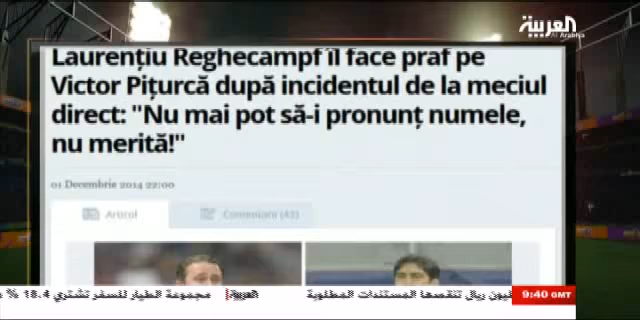 العربية
Al Arabiya
Laurențiu Reghecampf îl face praf pe
Victor Pițurcă după incidentul de la meciul
direct: "Nu mai pot să-i pronunț numele,
nu merită!"
01 Decembrie 2014 22:00
Articol
Comentarii (43)
مليون ريال تنقصها المستندات المطلوبة العربية مجموعة الطيار للسفر تشتري 18.4 %
9:40 GMT